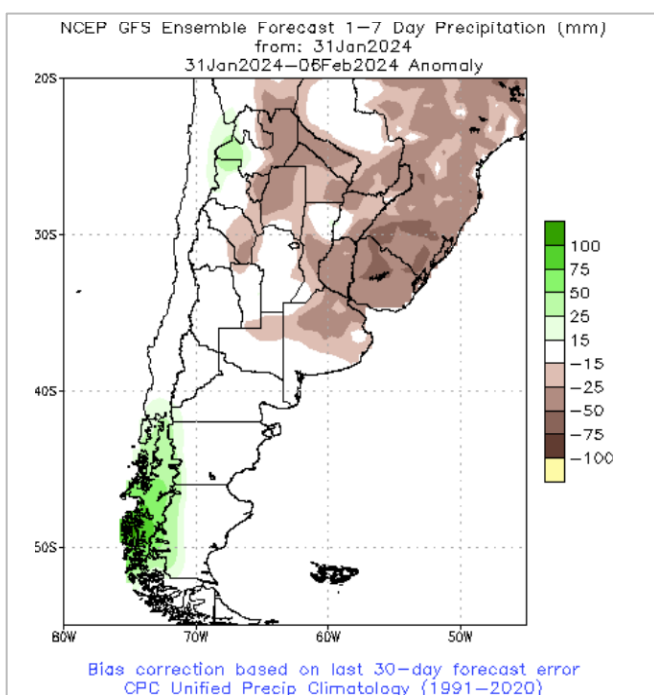 NCEP GFS Ensemble Forecast 1–7 Day Precipitation (mm)
from: 31Jan2024
31Jan2024–06Feb2024 Anomaly
20S
30S
40S
50S
80W
70W
60W
50W
100
75
50
25
15
−15
−25
−50
−75
−100
Bias correction based on last 30–day forecast error
CPC Unified Precip Climatology (1991–2020)